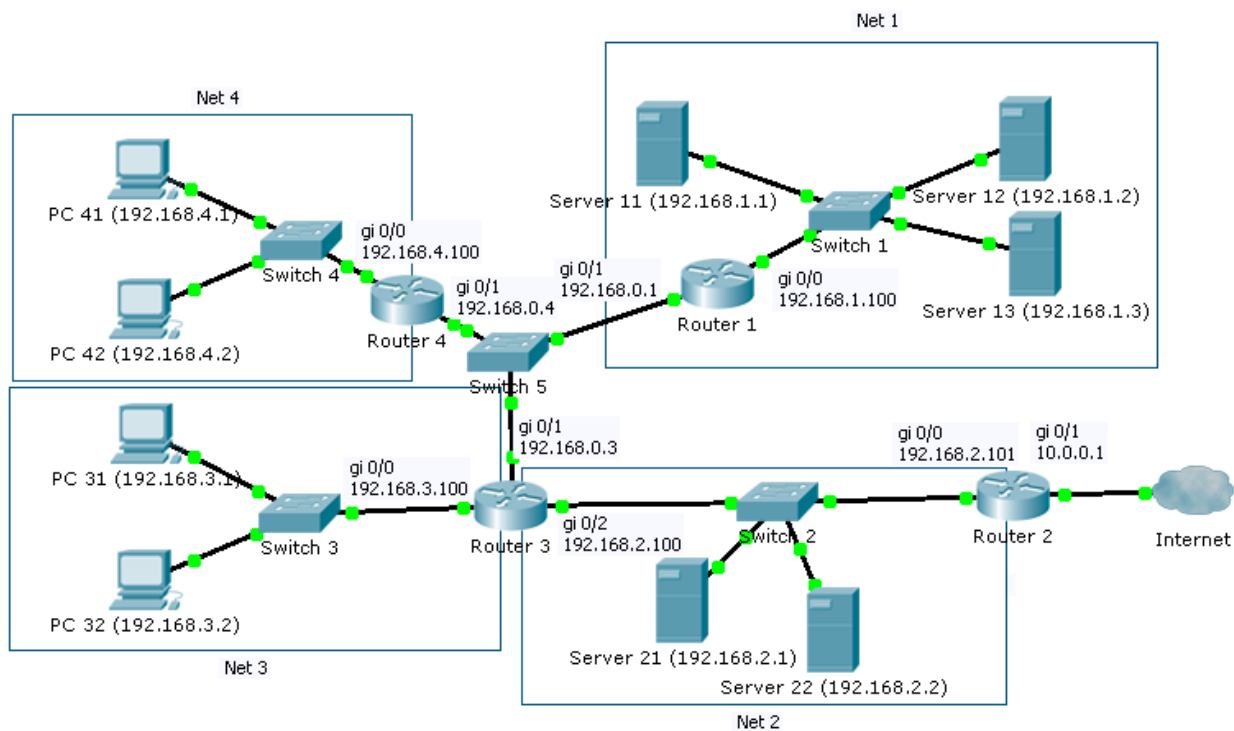 Net 1
Net 4
PC 41 (192.168.4.1)
Switch 4
gi 0/0
192.168.4.100
PC 42 (192.168.4.2)
Router 4
gi 0/1
192.168.0.4
Switch 5
gi 0/1
192.168.0.1
Router 1
gi 0/0
192.168.1.100
Server 11 (192.168.1.1)
Switch 1
Server 12 (192.168.1.2)
Server 13 (192.168.1.3)
gi 0/1
192.168.0.3
PC 31 (192.168.3.1)
Switch 3
gi 0/0
192.168.3.100
PC 32 (192.168.3.2)
Router 3
gi 0/2
192.168.2.100
Switch 2
gi 0/0
192.168.2.101
gi 0/1
10.0.0.1
Router 2
Internet
Server 21 (192.168.2.1)
Server 22 (192.168.2.2)
Net 3
Net 2